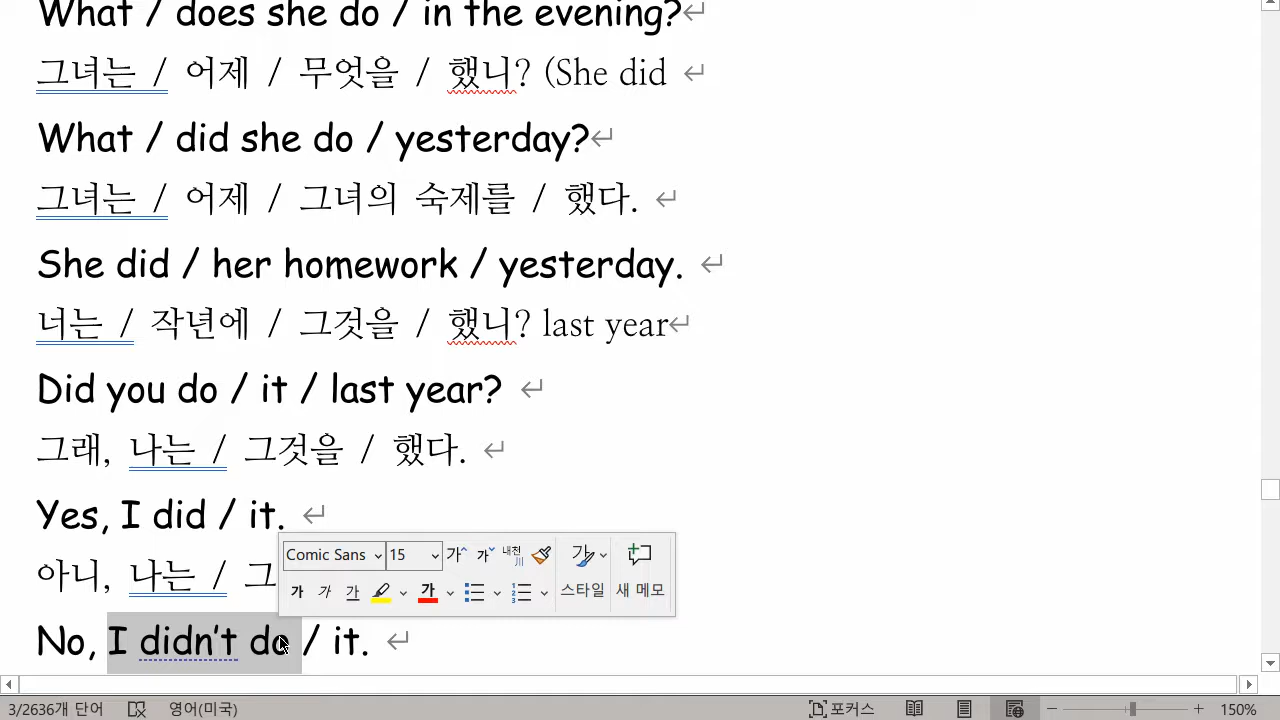 What / does she do / in the evening?
그녀는 / 어제 / 무엇을 / 했니? (She did
What / did she do / yesterday?
그녀는 / 어제 / 그녀의 숙제를 / 했다.
She did / her homework / yesterday.
너는 / 작년에 / 그것을 / 했니? last year
Did you do / it / last year?
그래, 나는 / 그것을 / 했다.
Yes, I did / it.
Comic Sans 15 가 가 내천 가 새 메모
아니, 나는 / 그
가 가 가 가 스타일
No, I didn't do / it.
3/2636개 단어 영어(미국) 포커스 150%